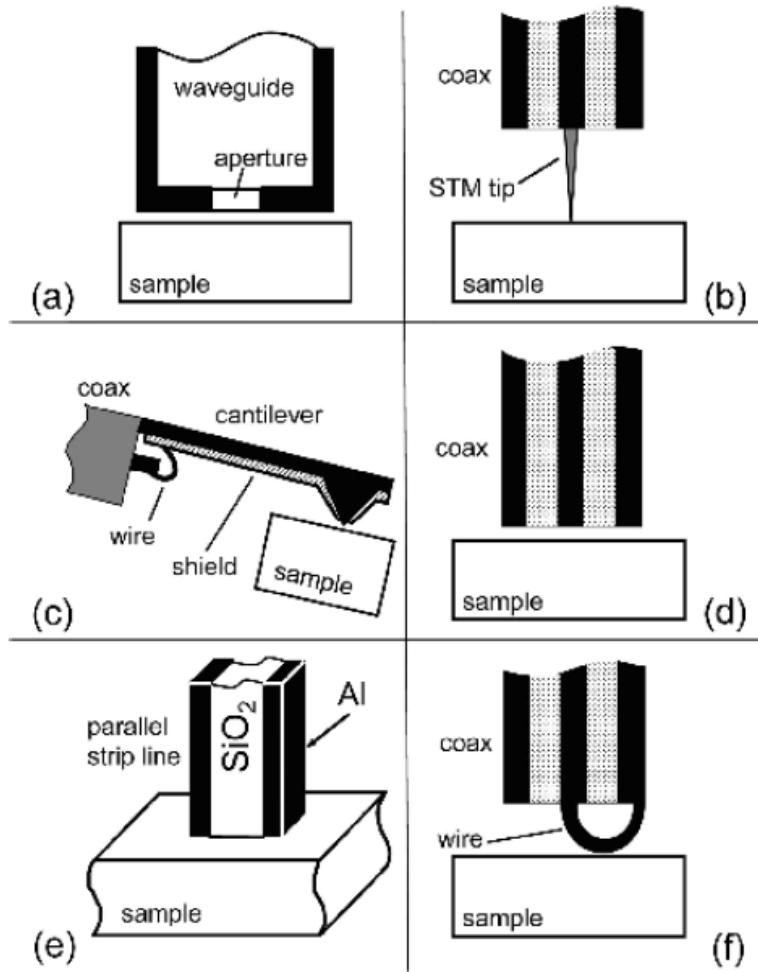 waveguide
aperture
sample
(a)
coax
STM tip
sample
(b)
coax
cantilever
wire
shield
sample
(c)
coax
sample
(d)
parallel
strip line
SiO₂
Al
sample
(e)
coax
wire
sample
(f)